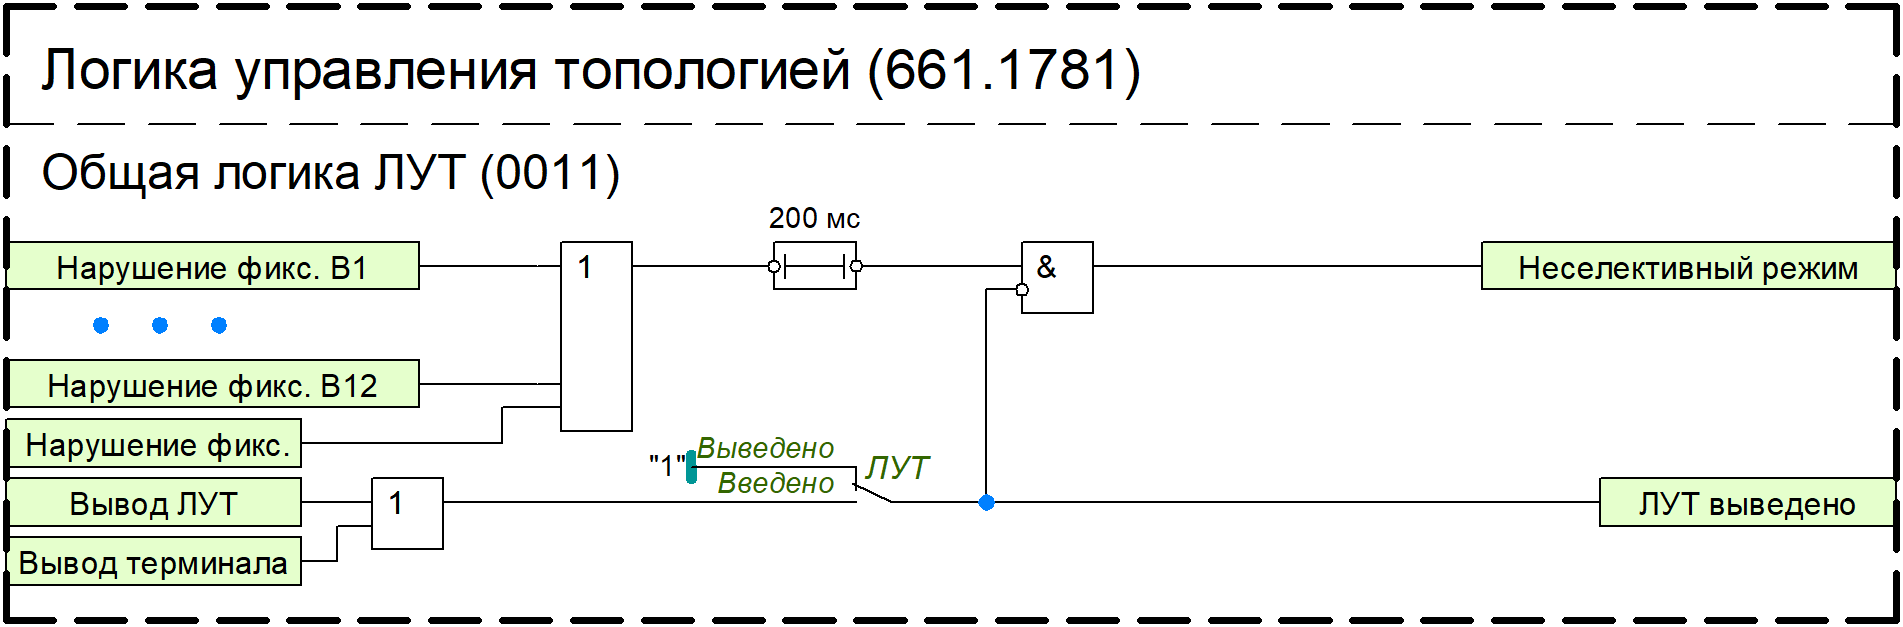 Логика управления топологией (661.1781)
Общая логика ЛУТ (0011)
200 мс
Нарушение фикс. В1
1
&
Неселективный режим
Нарушение фикс. В12
Нарушение фикс.
"1"
Выведено
Введено
ЛУТ
Вывод ЛУТ
1
ЛУТ выведено
Вывод терминала